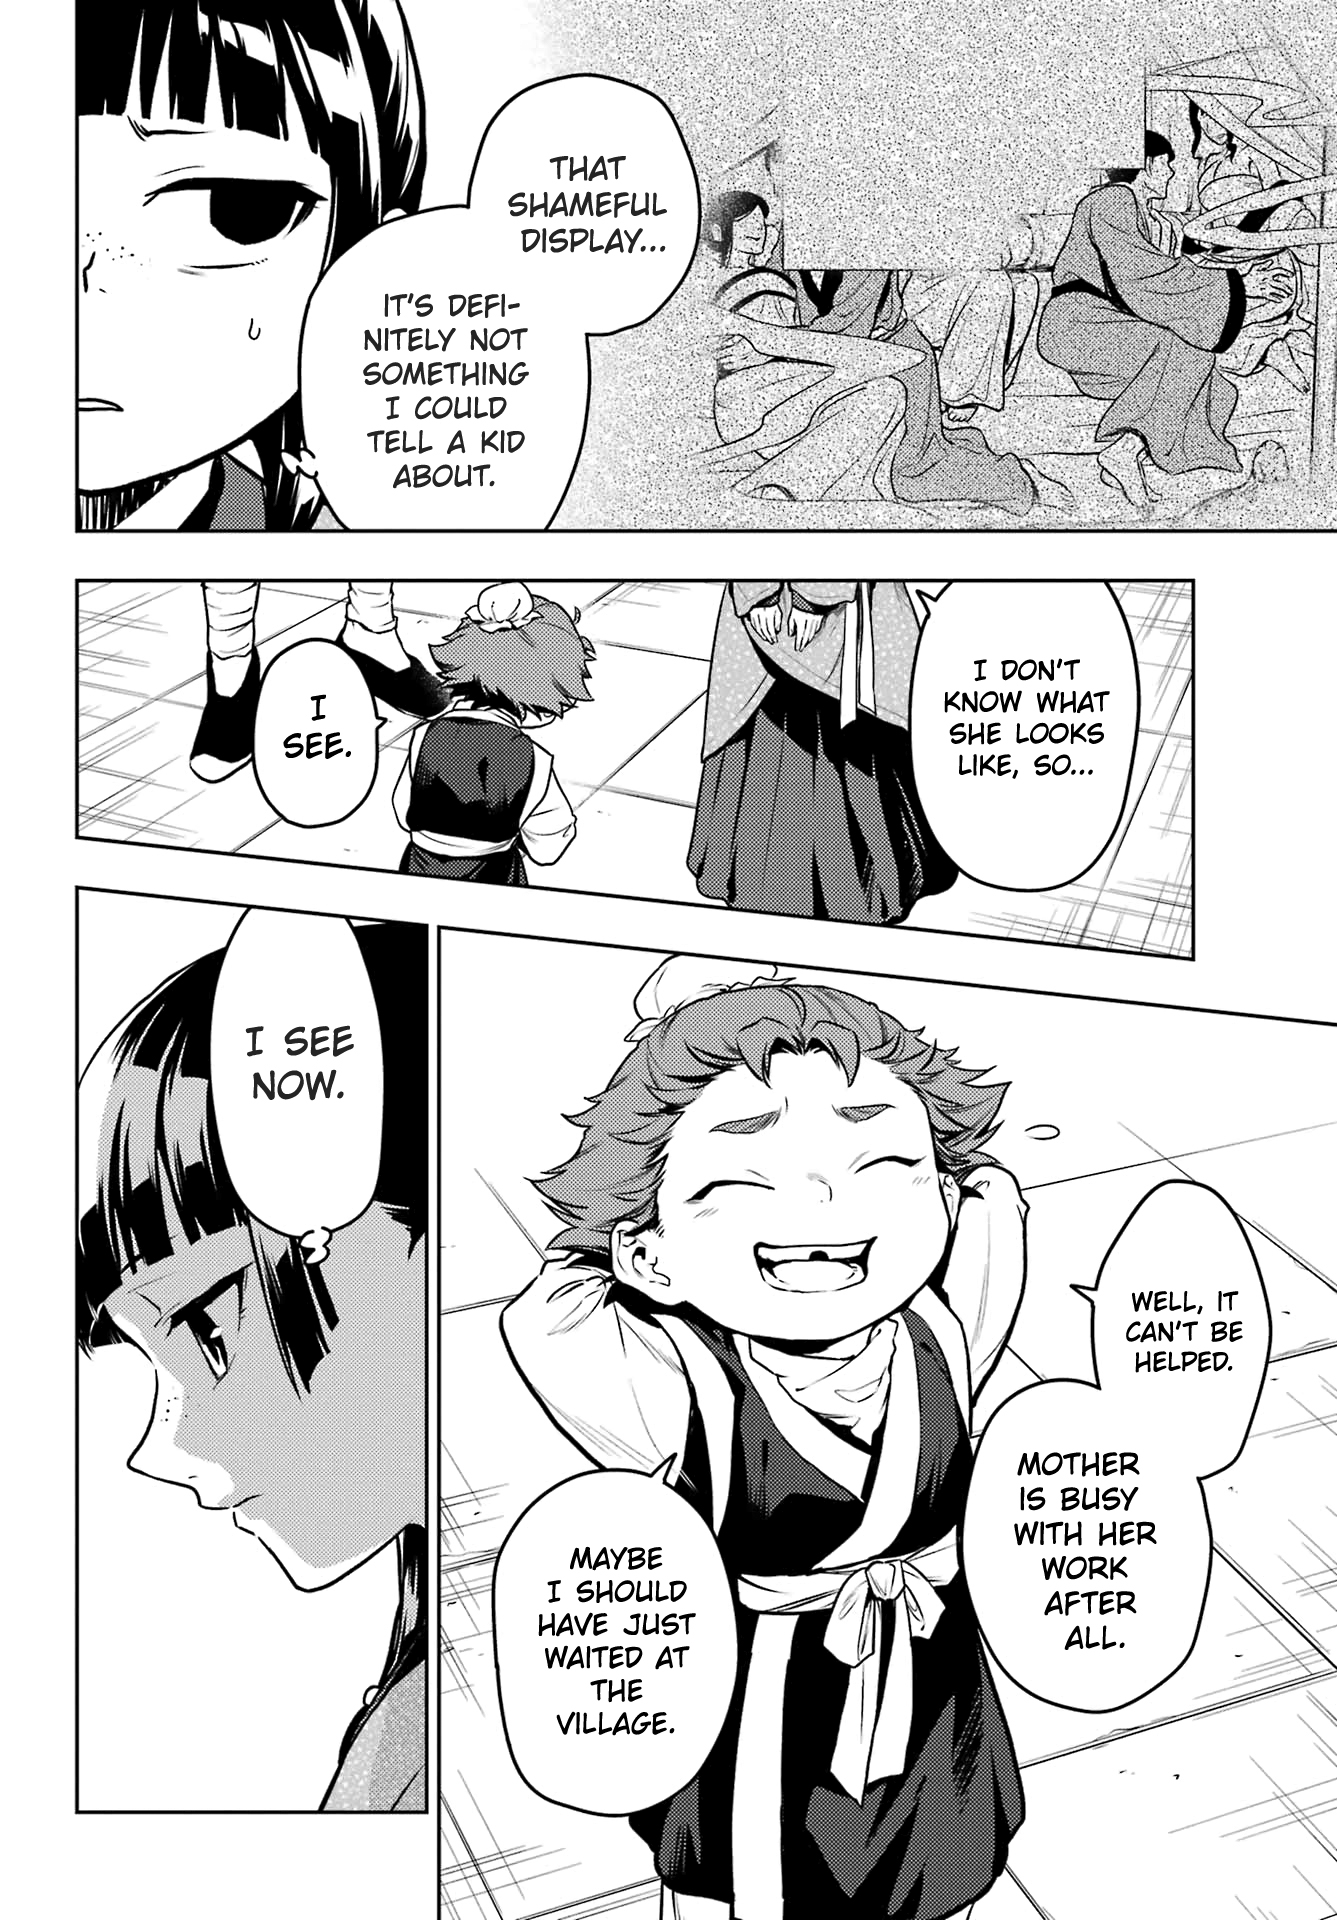 THAT
SHAMEFUL
DISPLAY...
IT'S DEFI-
NITELY NOT
SOMETHING
I COULD
TELL A KID
ABOUT.
I DON'T
KNOW WHAT
SHE LOOKS
LIKE, SO...
I
SEE.
WELL, IT
CAN'T BE
HELPED.
MOTHER
IS BUSY
WITH HER
WORK
AFTER
ALL.
MAYBE
I SHOULD
HAVE JUST
WAITED AT
THE
VILLAGE.
I SEE
NOW.